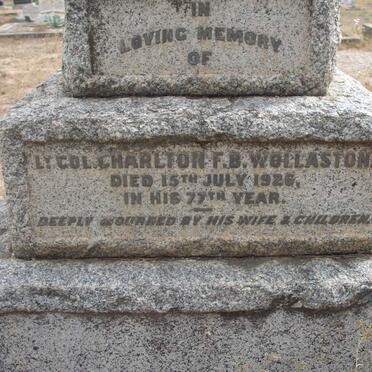 IN
LOVING MEMORY
OF
LT COL. CHARLTON F.B. WOLLASTON,
DIED 15TH JULY 1926,
IN HIS 77TH YEAR.
DEEPLY MOURNED BY HIS WIFE & CHILDREN.